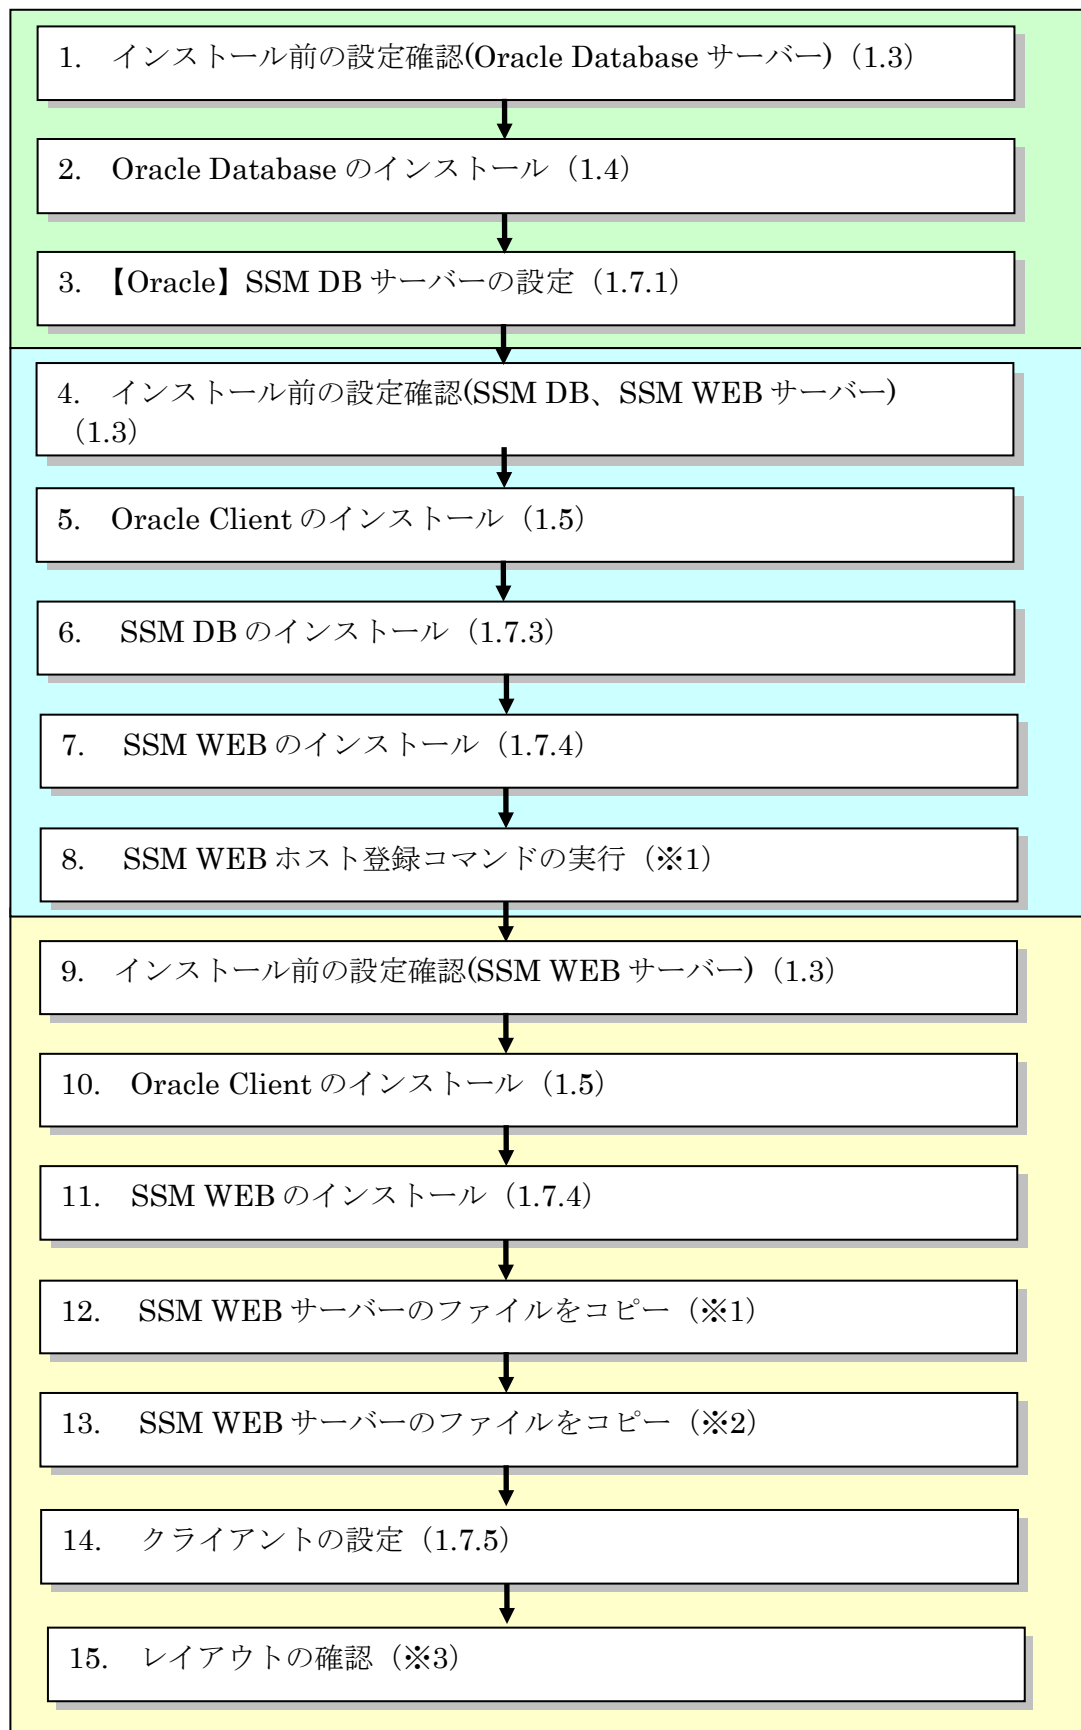 1. インストール前の設定確認(Oracle Database サーバー)（1.3）
2. Oracle Database のインストール（1.4）
3. 【Oracle】SSM DB サーバーの設定（1.7.1）
4. インストール前の設定確認(SSM DB、SSM WEB サーバー)
（1.3）
5. Oracle Client のインストール（1.5）
6. SSM DB のインストール（1.7.3）
7. SSM WEB のインストール（1.7.4）
8. SSM WEB ホスト登録コマンドの実行（※1）
9. インストール前の設定確認(SSM WEB サーバー)（1.3）
10. Oracle Client のインストール（1.5）
11. SSM WEB のインストール（1.7.4）
12. SSM WEB サーバーのファイルをコピー（※1）
13. SSM WEB サーバーのファイルをコピー（※2）
14. クライアントの設定（1.7.5）
15. レイアウトの確認（※3）